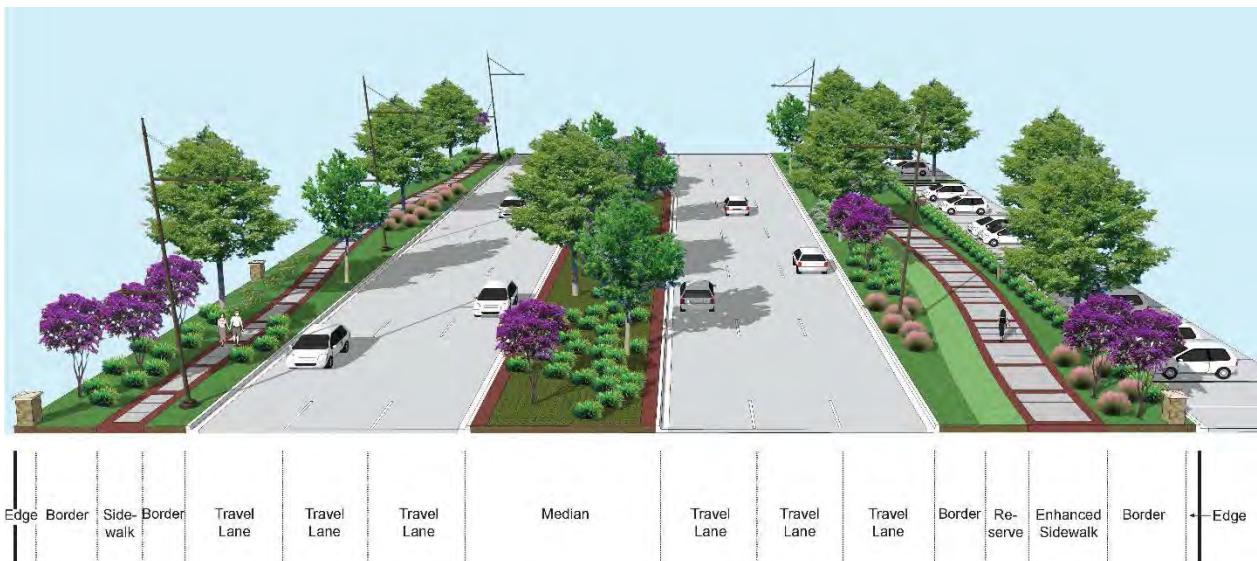 Edge
Border
Side-
walk
Border
Travel
Lane
Travel
Lane
Travel
Lane
Median
Travel
Lane
Travel
Lane
Travel
Lane
Border
Re-
serve
Enhanced
Sidewalk
Border
Edge